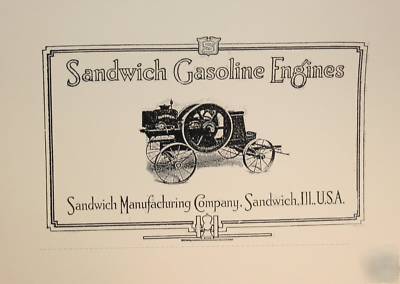 S
Sandwich Gasoline Engines
Sandwich Manufacturing Company, Sandwich, Ill., U.S.A.